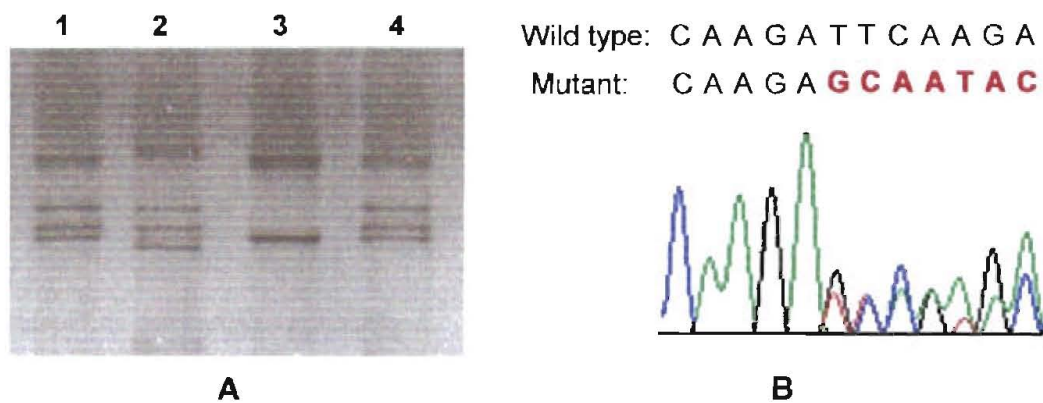 1 2 3 4
Wild type: C A A G A T T C A A G A
Mutant: C A A G A G C A A T A C
A
B